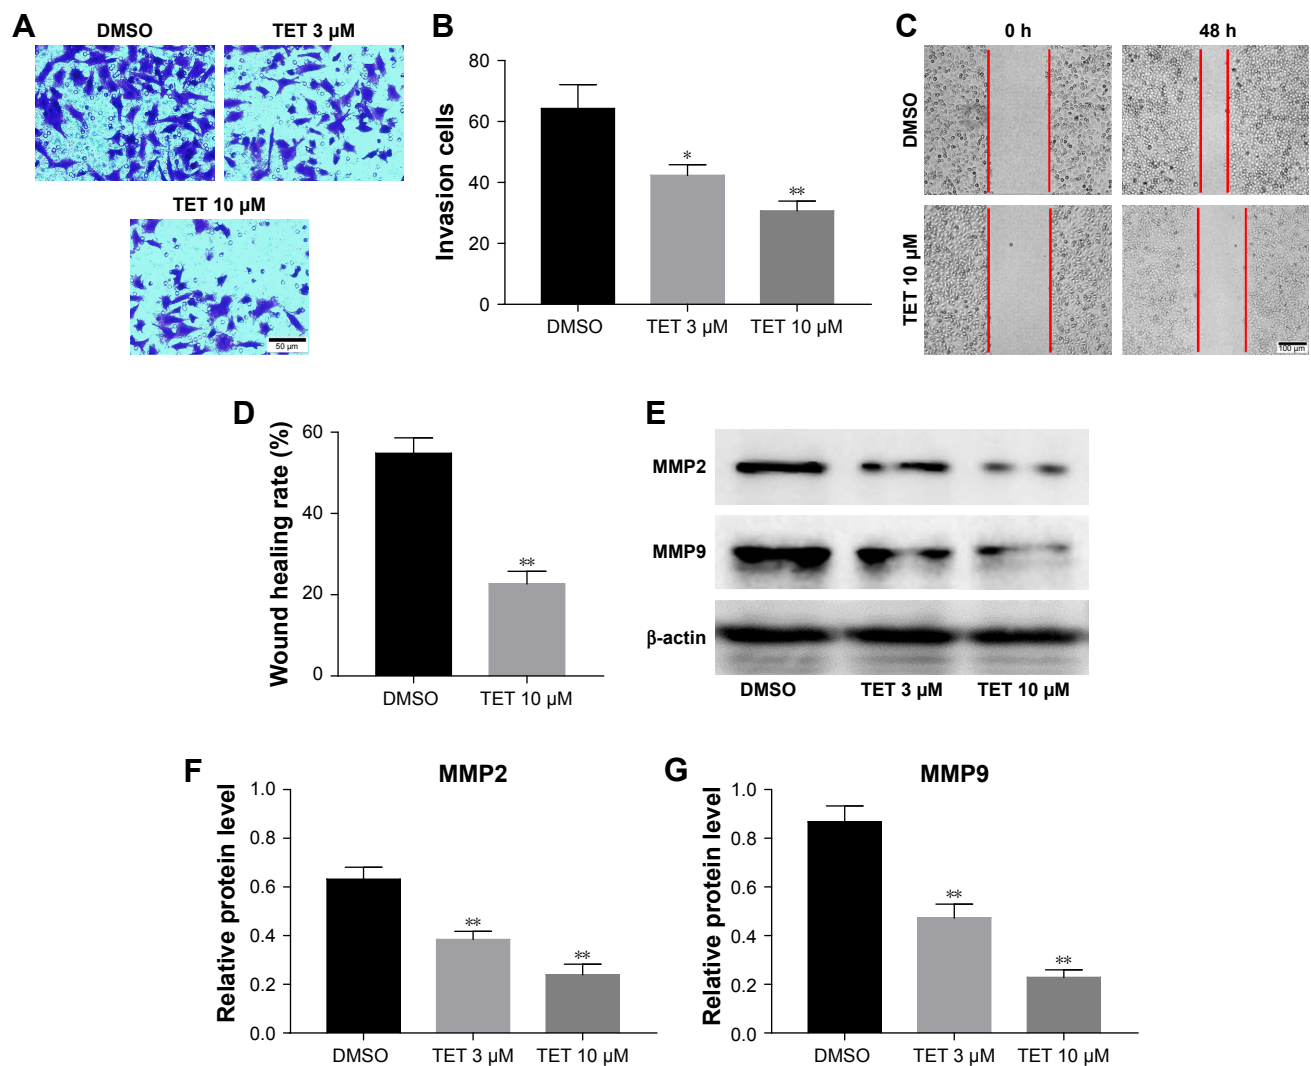 A
DMSO
TET 3 µM
TET 10 µM
50 µm
B
Invasion cells
80
60
40
20
0
*
**
DMSO
TET 3 µM
TET 10 µM
C
0 h
48 h
DMSO
TET 10 µM
100 µm
D
Wound healing rate (%)
60
40
20
0
**
DMSO
TET 10 µM
E
MMP2
MMP9
β-actin
DMSO
TET 3 µM
TET 10 µM
F
MMP2
Relative protein level
1.0
0.8
0.6
0.4
0.2
0.0
**
**
DMSO
TET 3 µM
TET 10 µM
G
MMP9
Relative protein level
1.0
0.8
0.6
0.4
0.2
0.0
**
**
DMSO
TET 3 µM
TET 10 µM